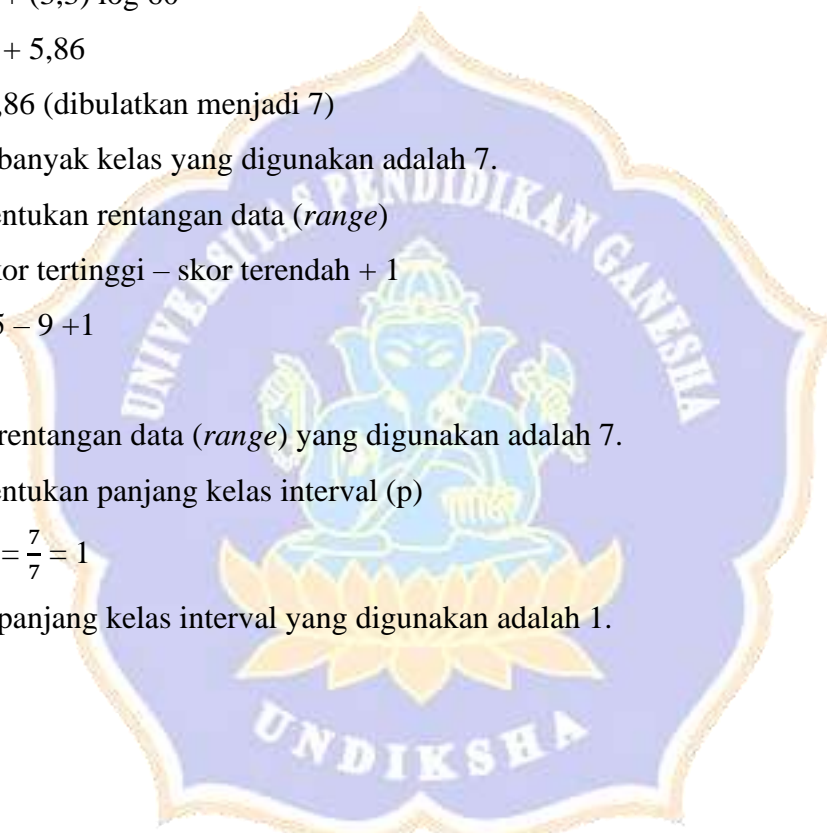 + (3,3) log 60
+ 5,86
,86 (dibulatkan menjadi 7)
banyak kelas yang digunakan adalah 7.
entukan rentangan data (range)
kor tertinggi – skor terendah + 1
5 – 9 +1
rentangan data (range) yang digunakan adalah 7.
entukan panjang kelas interval (p)
= 7/7 = 1
panjang kelas interval yang digunakan adalah 1.
UNIVERSITAS PENDIDIKAN GANESHA
UNDIKSHA